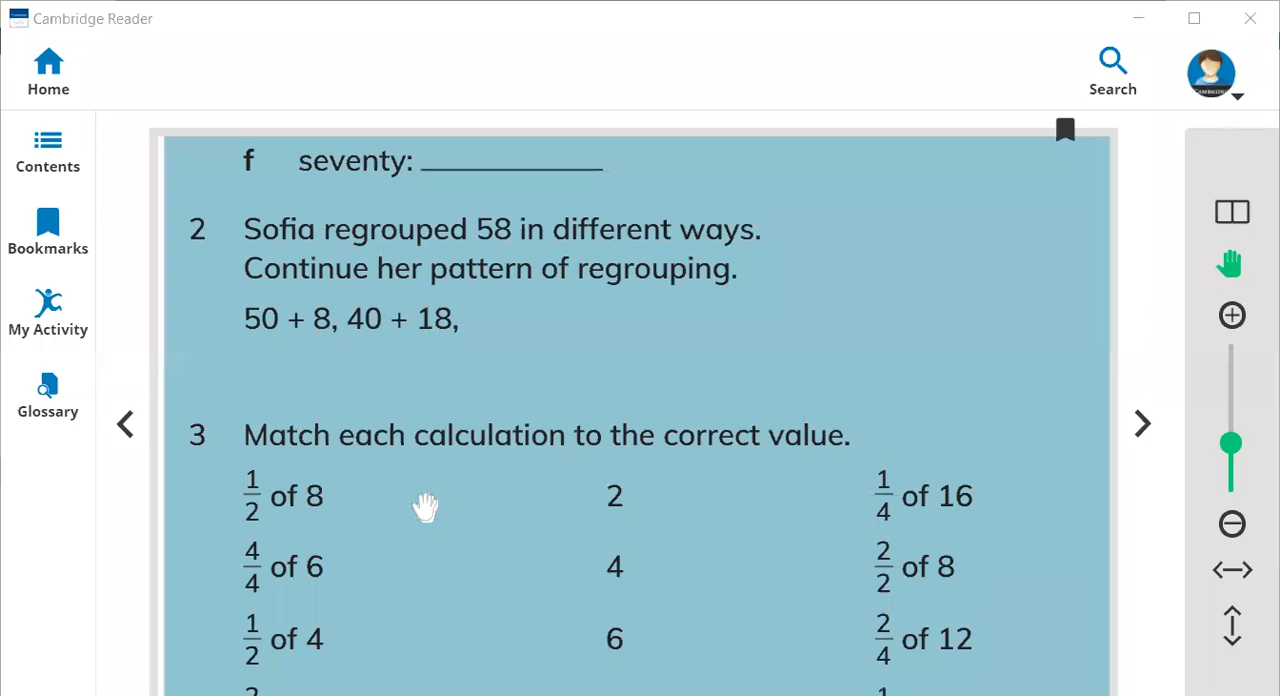 Cambridge Reader
Home
Search
Contents
Bookmarks
My Activity
Glossary
f seventy: ____________
2 Sofia regrouped 58 in different ways.
Continue her pattern of regrouping.
50 + 8, 40 + 18,
3 Match each calculation to the correct value.
1/2 of 8 2 1/4 of 16
4/4 of 6 4 2/2 of 8
1/2 of 4 6 2/4 of 12